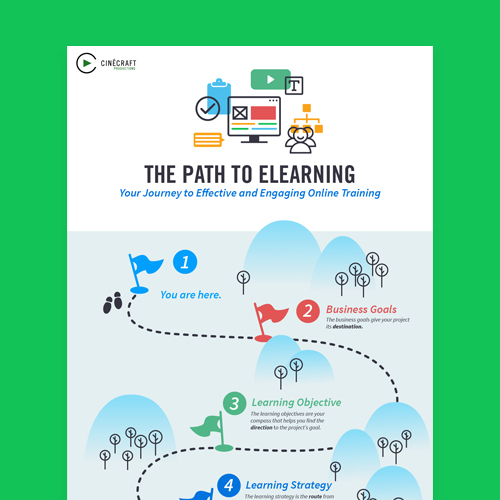 CINÉCRAFT
PRODUCTIONS
T
THE PATH TO ELEARNING
Your Journey to Effective and Engaging Online Training
1
You are here.
2
Business Goals
The business goals give your project
its destination.
3
Learning Objective
The learning objectives are your
compass that helps you find the
direction to the project's goal.
4
Learning Strategy
The learning strategy is the route from